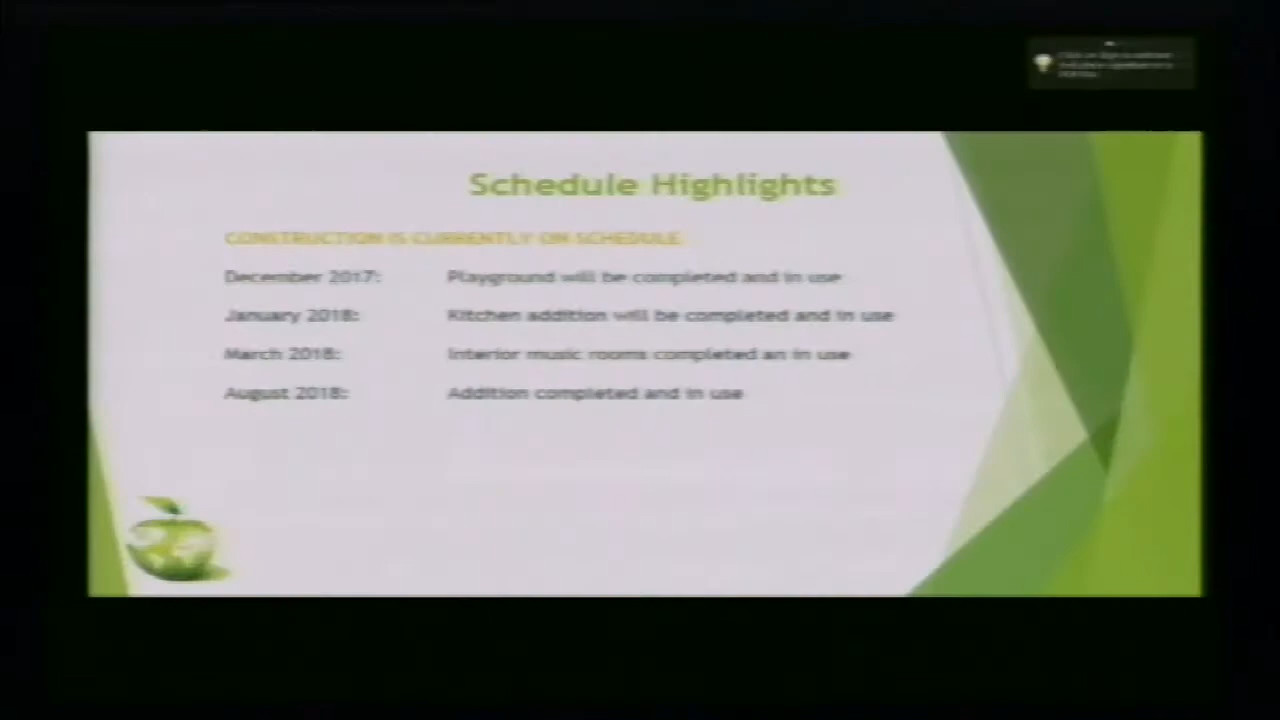 Schedule Highlights
CONSTRUCTION IS CURRENTLY ON SCHEDULE
December 2017: Playground will be completed and in use
January 2018: Kitchen addition will be completed and in use
March 2018: Interior music rooms completed an in use
August 2018: Addition completed and in use